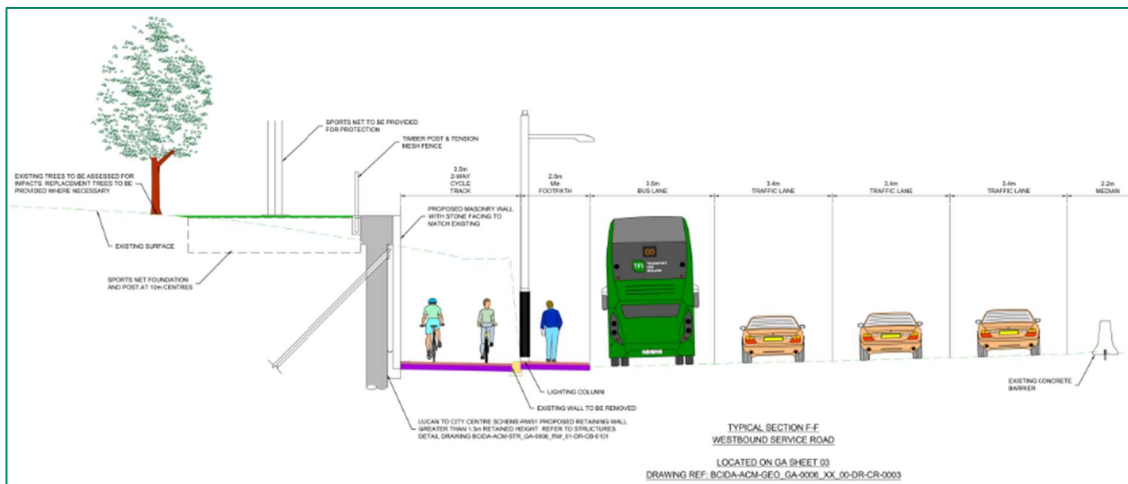 SPORTS NET TO BE PROVIDED
FOR PROTECTION
TIMBER POST & TENSION
MESH FENCE
EXISTING TREES TO BE ASSESSED FOR
IMPACTS. REPLACEMENT TREES TO BE
PROVIDED WHERE NECESSARY
3.5m
2-WAY
CYCLE
TRACK
2.0m
Min
FOOTPATH
3.6m
BUS LANE
3.4m
TRAFFIC LANE
3.4m
TRAFFIC LANE
3.4m
TRAFFIC LANE
2.2m
MEDIAN
PROPOSED MASONRY WALL
WITH STONE FACING TO
MATCH EXISTING
EXISTING SURFACE
SPORTS NET FOUNDATION
AND POST AT 10m CENTRES
00
TFI
TRANSPORT
FOR
IRELAND
LIGHTING COLUMN
EXISTING WALL TO BE REMOVED
EXISTING CONCRETE
BARRIER
LUCAN TO CITY CENTRE SCHEME-RW01 PROPOSED RETAINING WALL
GREATER THAN 1.5m RETAINED HEIGHT. REFER TO STRUCTURES
DETAIL DRAWING BCIDA-ACM-STR_GA-0006_RW_01-DR-CB-0101
TYPICAL SECTION F-F
WESTBOUND SERVICE ROAD
LOCATED ON GA SHEET 03
DRAWING REF: BCIDA-ACM-GEO_GA-0006_XX_00-DR-CR-0003